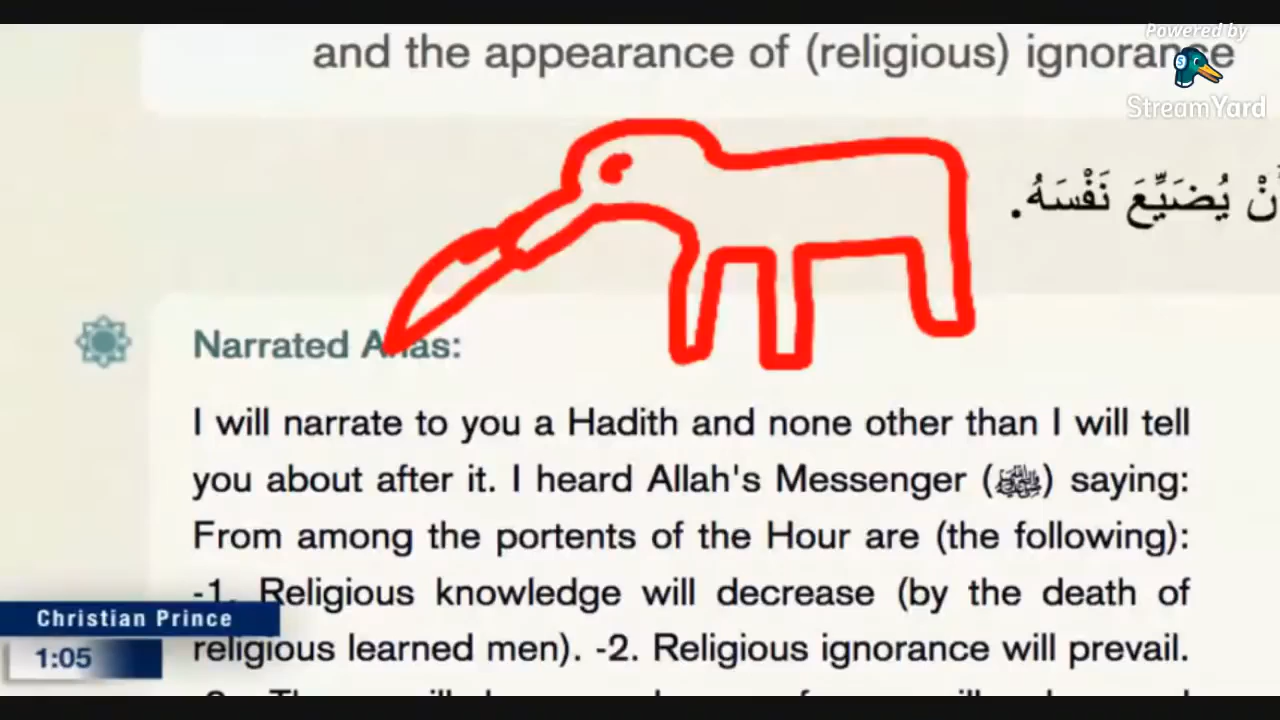 Powered by
and the appearance of (religious) ignorance
StreamYard
أَنْ يُضَيِّعَ نَفْسَهُ.
Narrated Anas:
I will narrate to you a Hadith and none other than I will tell
you about after it. I heard Allah's Messenger (ﷺ) saying:
From among the portents of the Hour are (the following):
-1. Religious knowledge will decrease (by the death of
Christian Prince
religious learned men). -2. Religious ignorance will prevail.
1:05